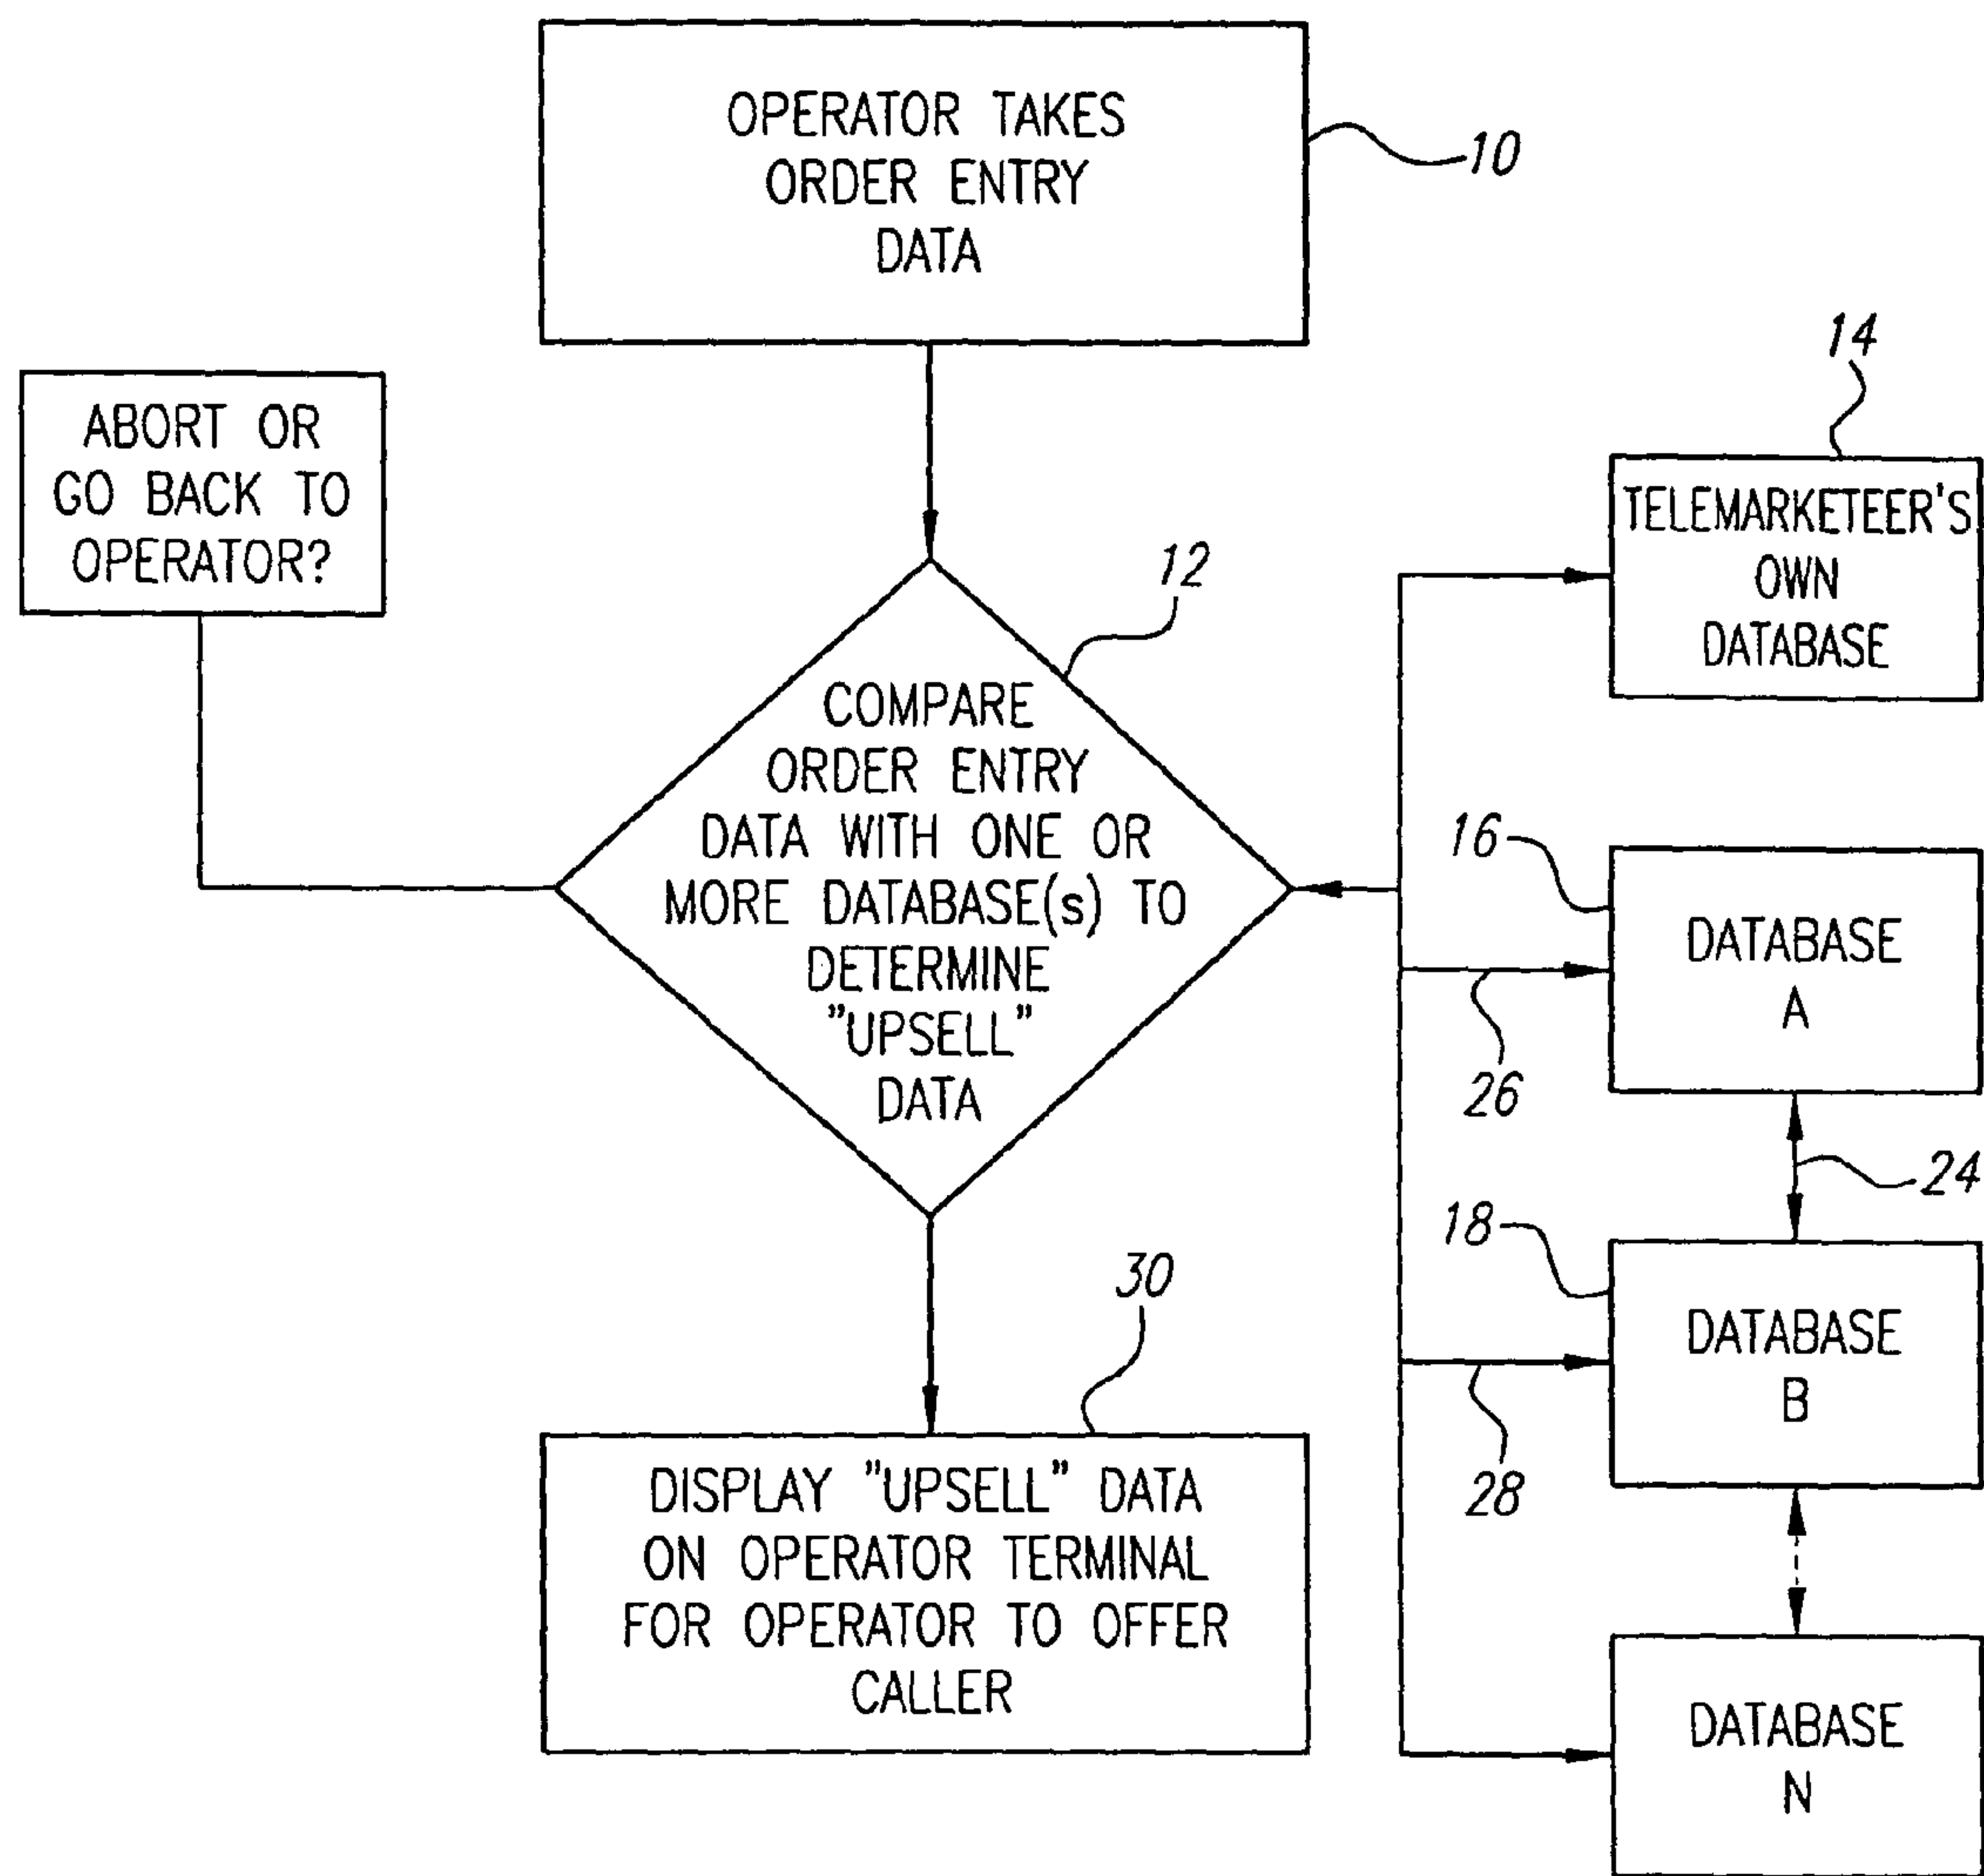 OPERATOR TAKES
ORDER ENTRY
DATA
10
ABORT OR
GO BACK TO
OPERATOR?
12
COMPARE
ORDER ENTRY
DATA WITH ONE OR
MORE DATABASE(s) TO
DETERMINE
"UPSELL"
DATA
14
TELEMARKETEER'S
OWN
DATABASE
16
DATABASE
A
26
24
18
DATABASE
B
28
30
DISPLAY "UPSELL" DATA
ON OPERATOR TERMINAL
FOR OPERATOR TO OFFER
CALLER
DATABASE
N